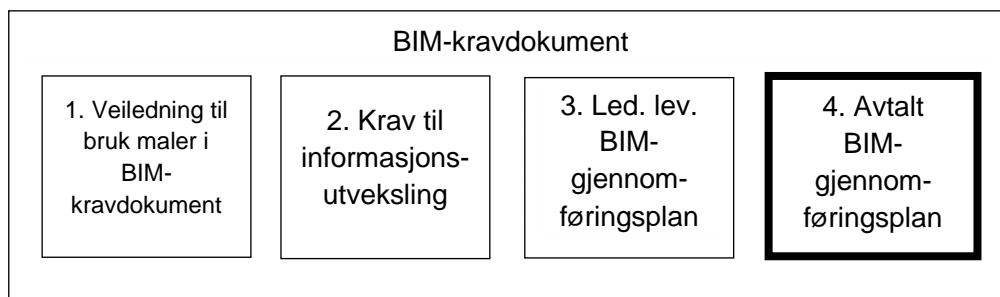 BIM-kravdokument
1. Veiledning til
bruk maler i
BIM-
kravdokument
2. Krav til
informasjons-
utveksling
3. Led. lev.
BIM-
gjennom-
føringsplan
4. Avtalt
BIM-
gjennom-
føringsplan